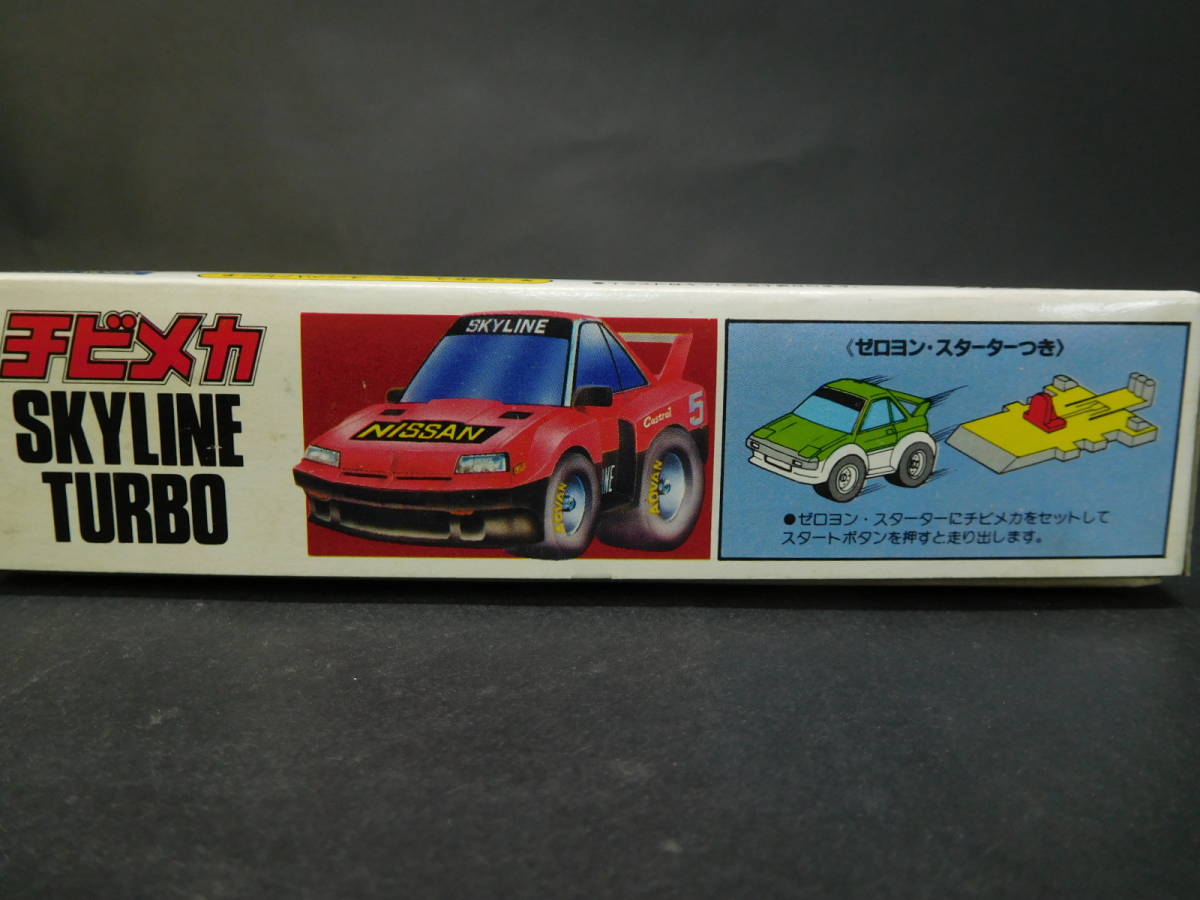 チビメカ
SKYLINE
TURBO
SKYLINE
NISSAN
Castrol
5
ADVAN
ADVAN
《ゼロヨン・スターターつき》
●ゼロヨン・スターターにチビメカをセットして
スタートボタンを押すと走り出します。